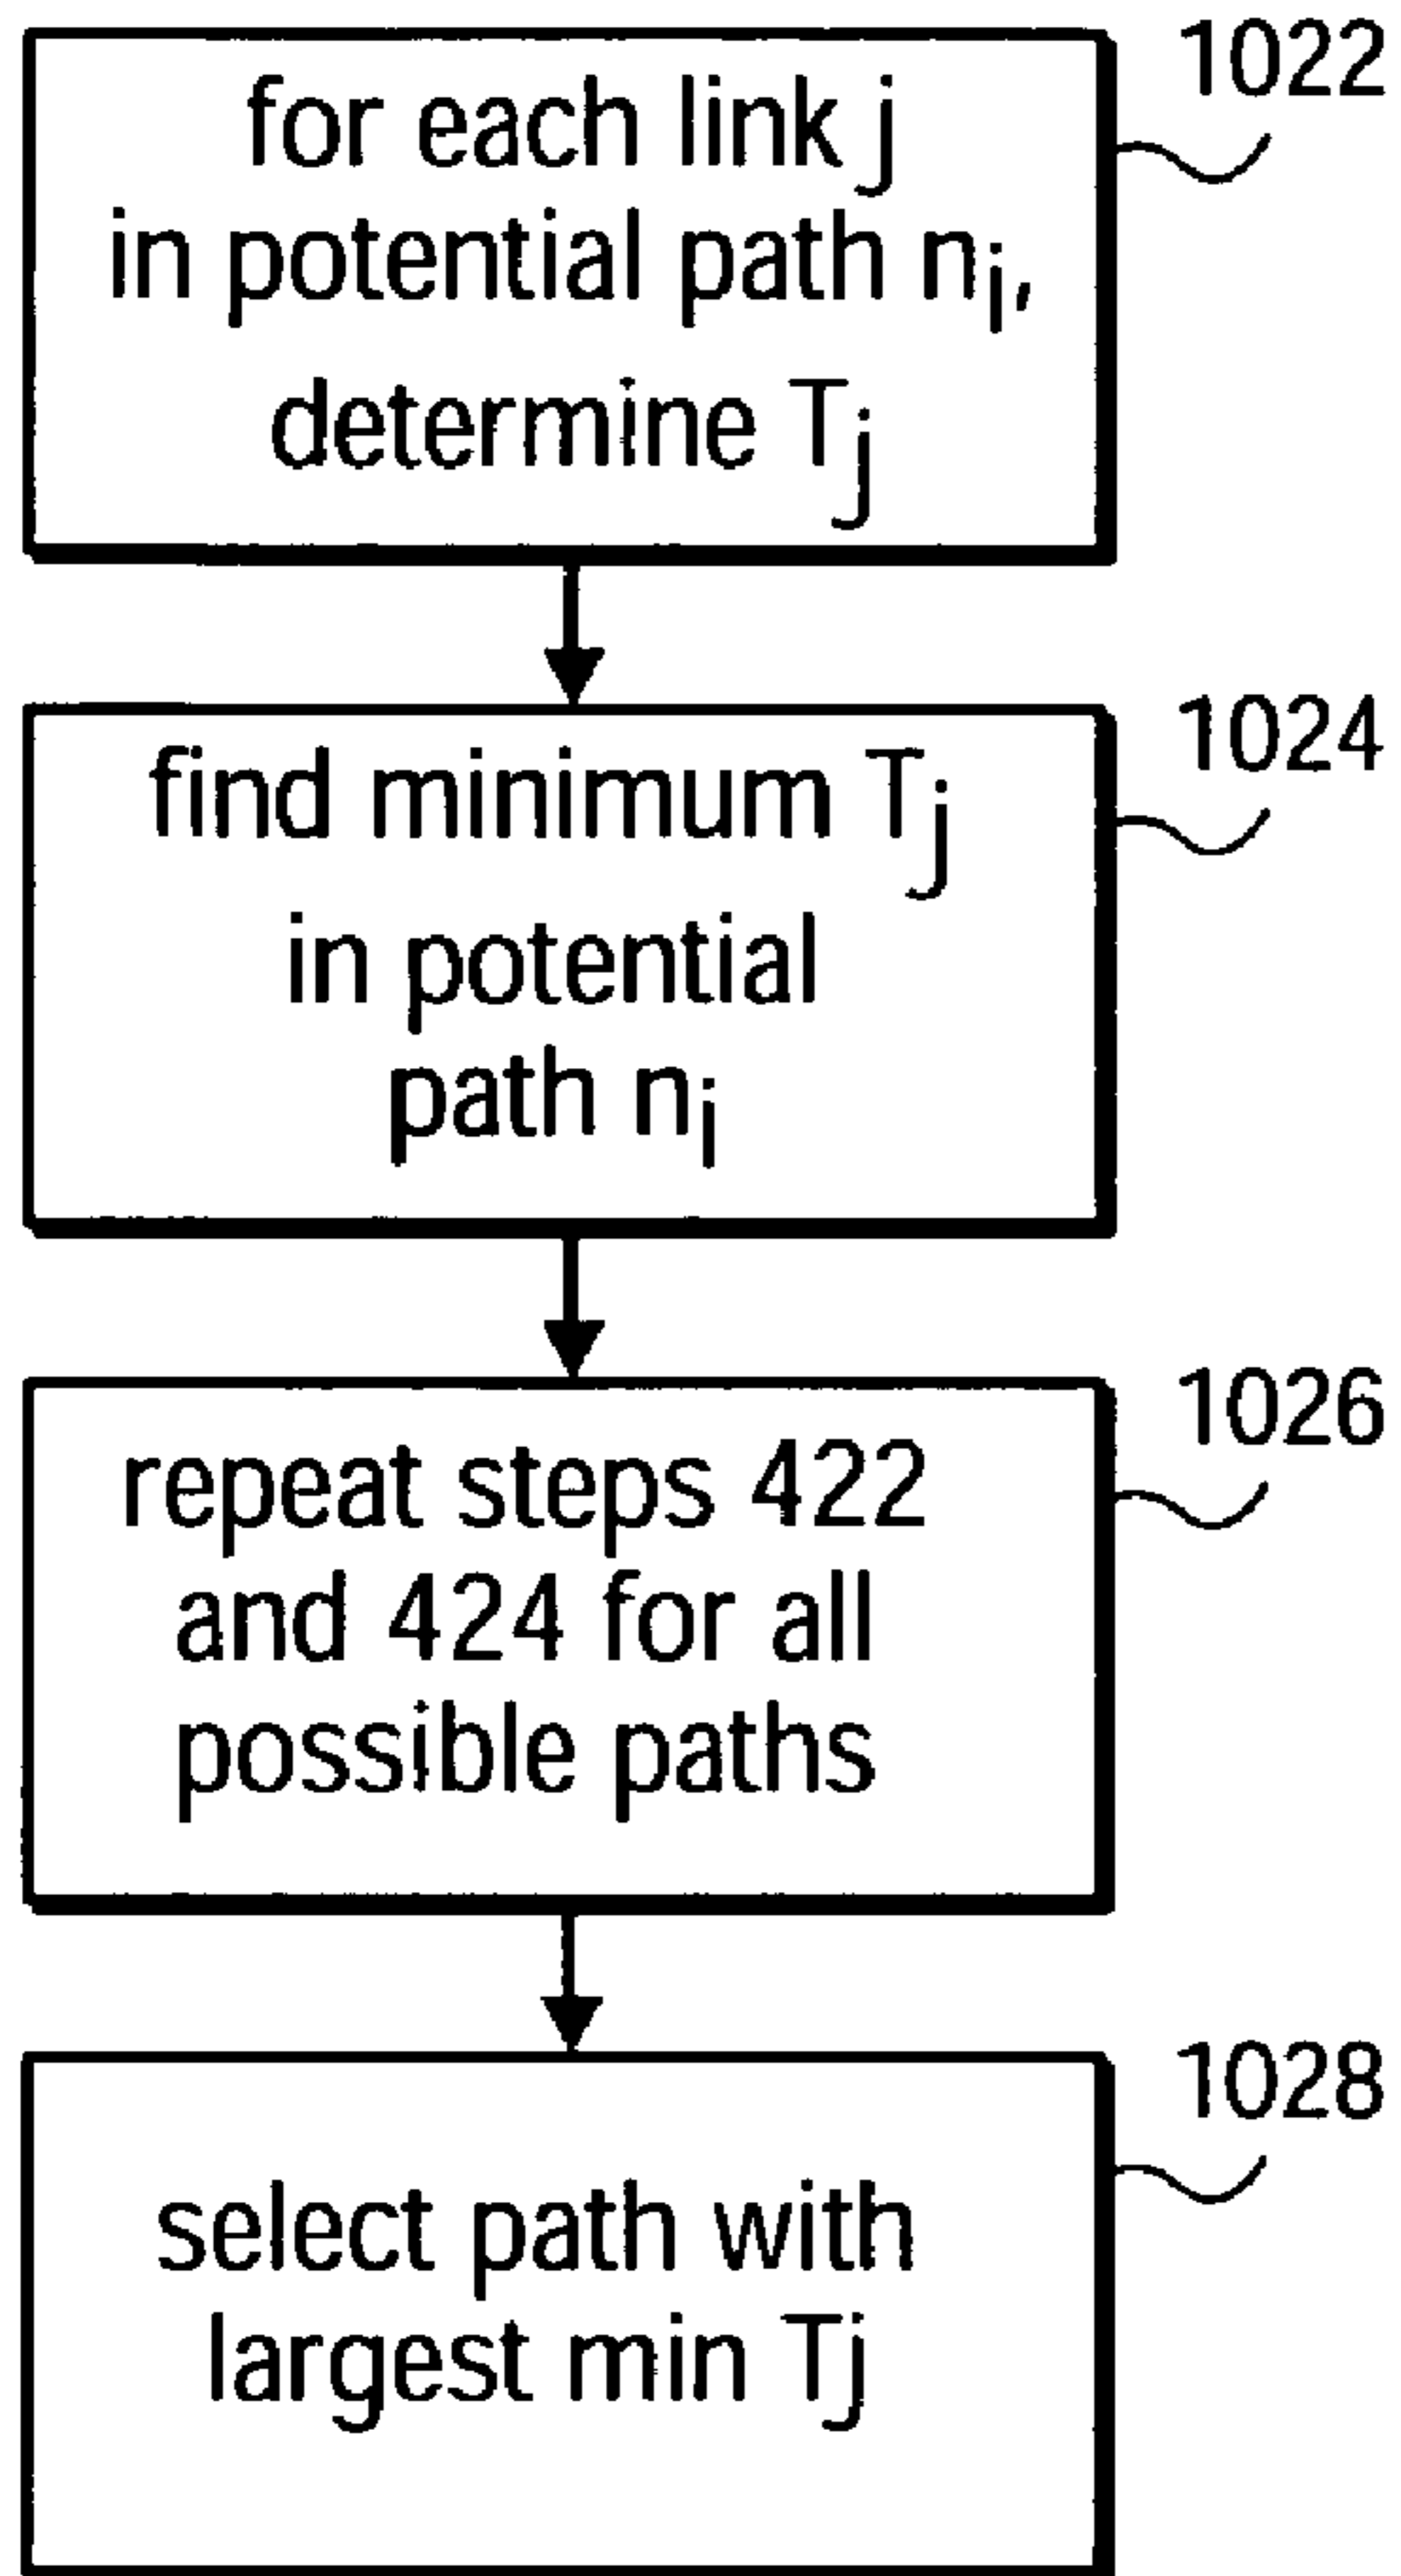 1022
for each link j
in potential path nᵢ,
determine Tⱼ
1024
find minimum Tⱼ
in potential
path nᵢ
1026
repeat steps 422
and 424 for all
possible paths
1028
select path with
largest min Tⱼ